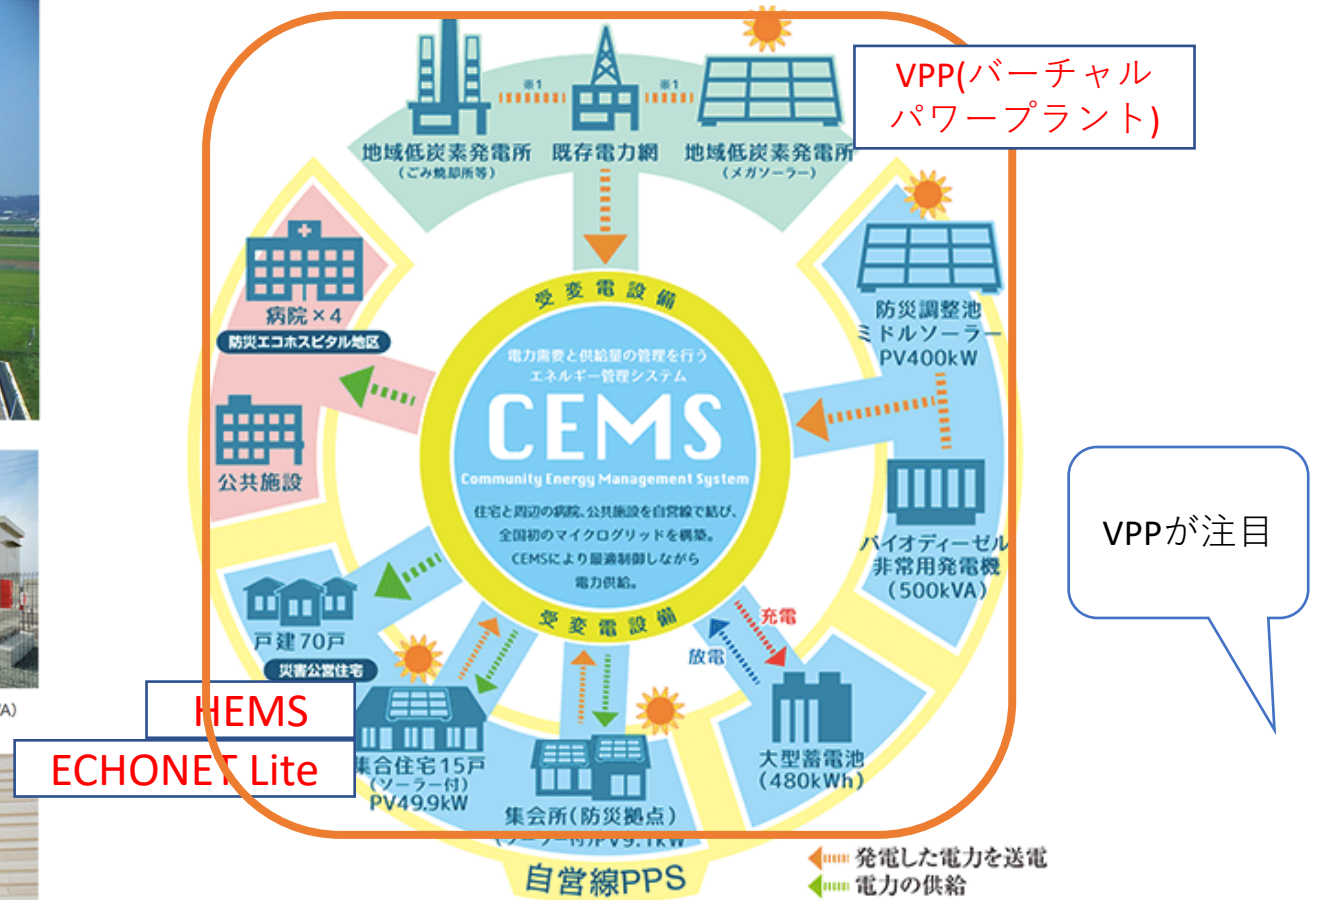 VPP(バーチャル
パワープラント)
※1
※1
地域低炭素発電所
(ごみ焼却所等)
既存電力網
地域低炭素発電所
(メガソーラー)
病院×4
防災エコホスピタル地区
公共施設
受変電設備
電力需要と供給量の管理を行う
エネルギー管理システム
CEMS
Community Energy Management System
住宅と周辺の病院、公共施設を自営線で結び、
全国初のマイクログリッドを構築。
CEMSにより最適制御しながら
電力供給。
受変電設備
防災調整池
ミドルソーラー
PV400kW
バイオディーゼル
非常用発電機
(500kVA)
VPPが注目
戸建70戸
災害公営住宅
充電
放電
HEMS
ECHONET Lite
集合住宅15戸
(ソーラー付)
PV49.9kW
集会所(防災拠点)
(ソーラー付)PV9.1kW
大型蓄電池
(480kWh)
自営線PPS
発電した電力を送電
電力の供給
A)